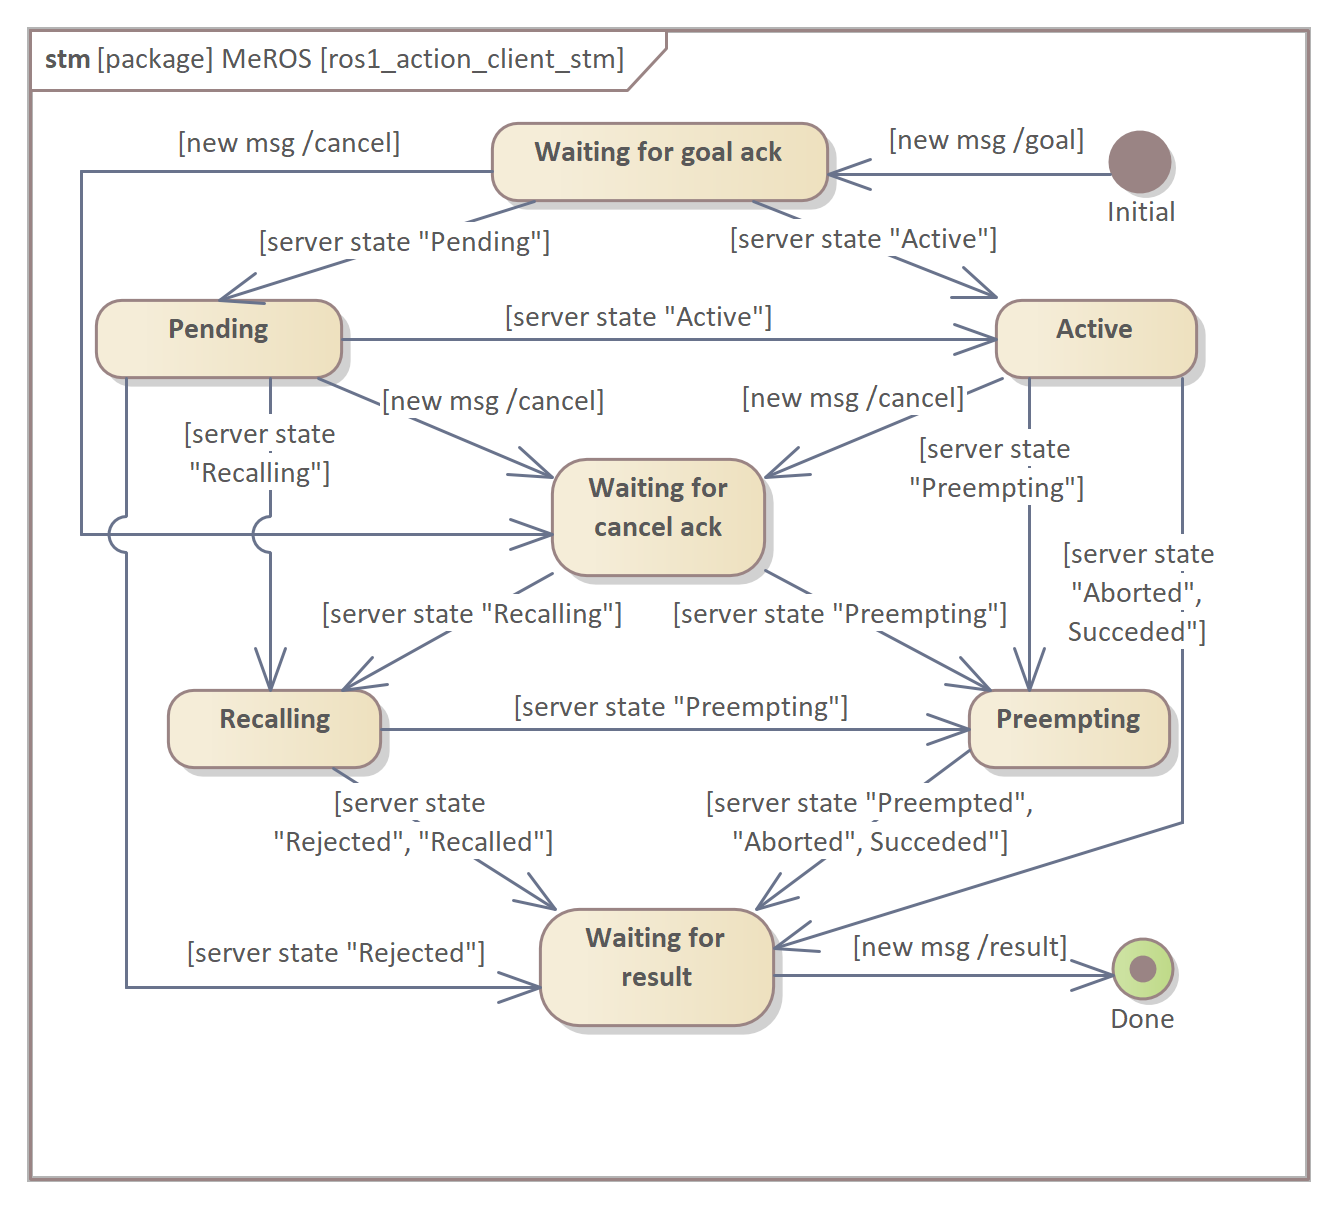 stm [package] MeROS [ros1_action_client_stm]
[new msg /cancel]
Waiting for goal ack
[new msg /goal]
Initial
[server state "Pending"]
[server state "Active"]
Pending
[server state "Active"]
Active
[new msg /cancel]
[new msg /cancel]
[server state
"Recalling"]
[server state
"Preempting"]
Waiting for
cancel ack
[server state
"Aborted",
Succeded"]
[server state "Recalling"]
[server state "Preempting"]
Recalling
[server state "Preempting"]
Preempting
[server state
"Rejected", "Recalled"]
[server state "Preempted",
"Aborted", Succeded"]
[server state "Rejected"]
Waiting for
result
[new msg /result]
Done